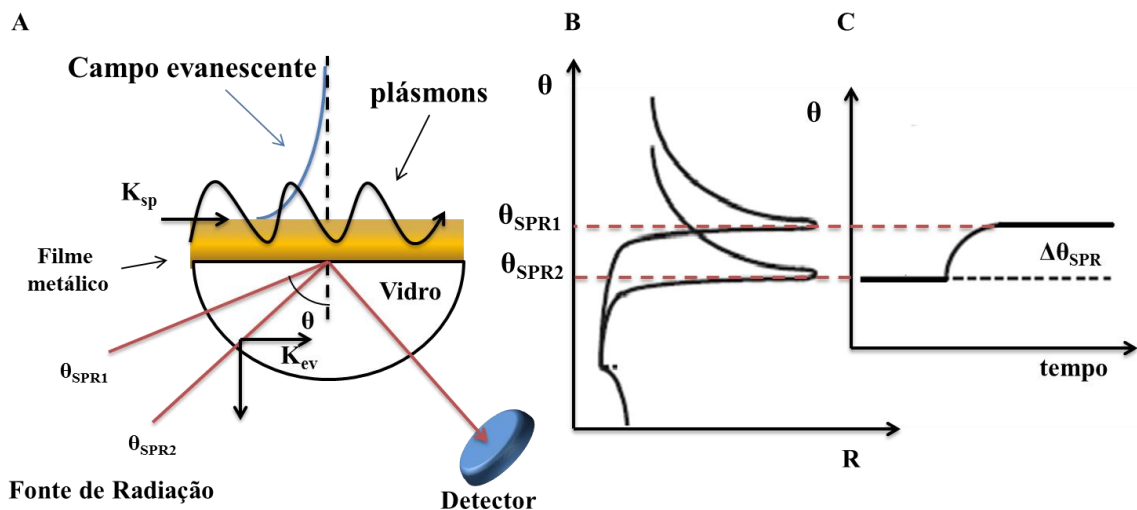 A
Campo evanescente
plásmons
K_sp
Filme
metálico
Vidro
θ
K_ev
θ_SPR1
θ_SPR2
Fonte de Radiação
Detector
B
θ
θ_SPR1
θ_SPR2
R
C
θ
Δθ_SPR
tempo